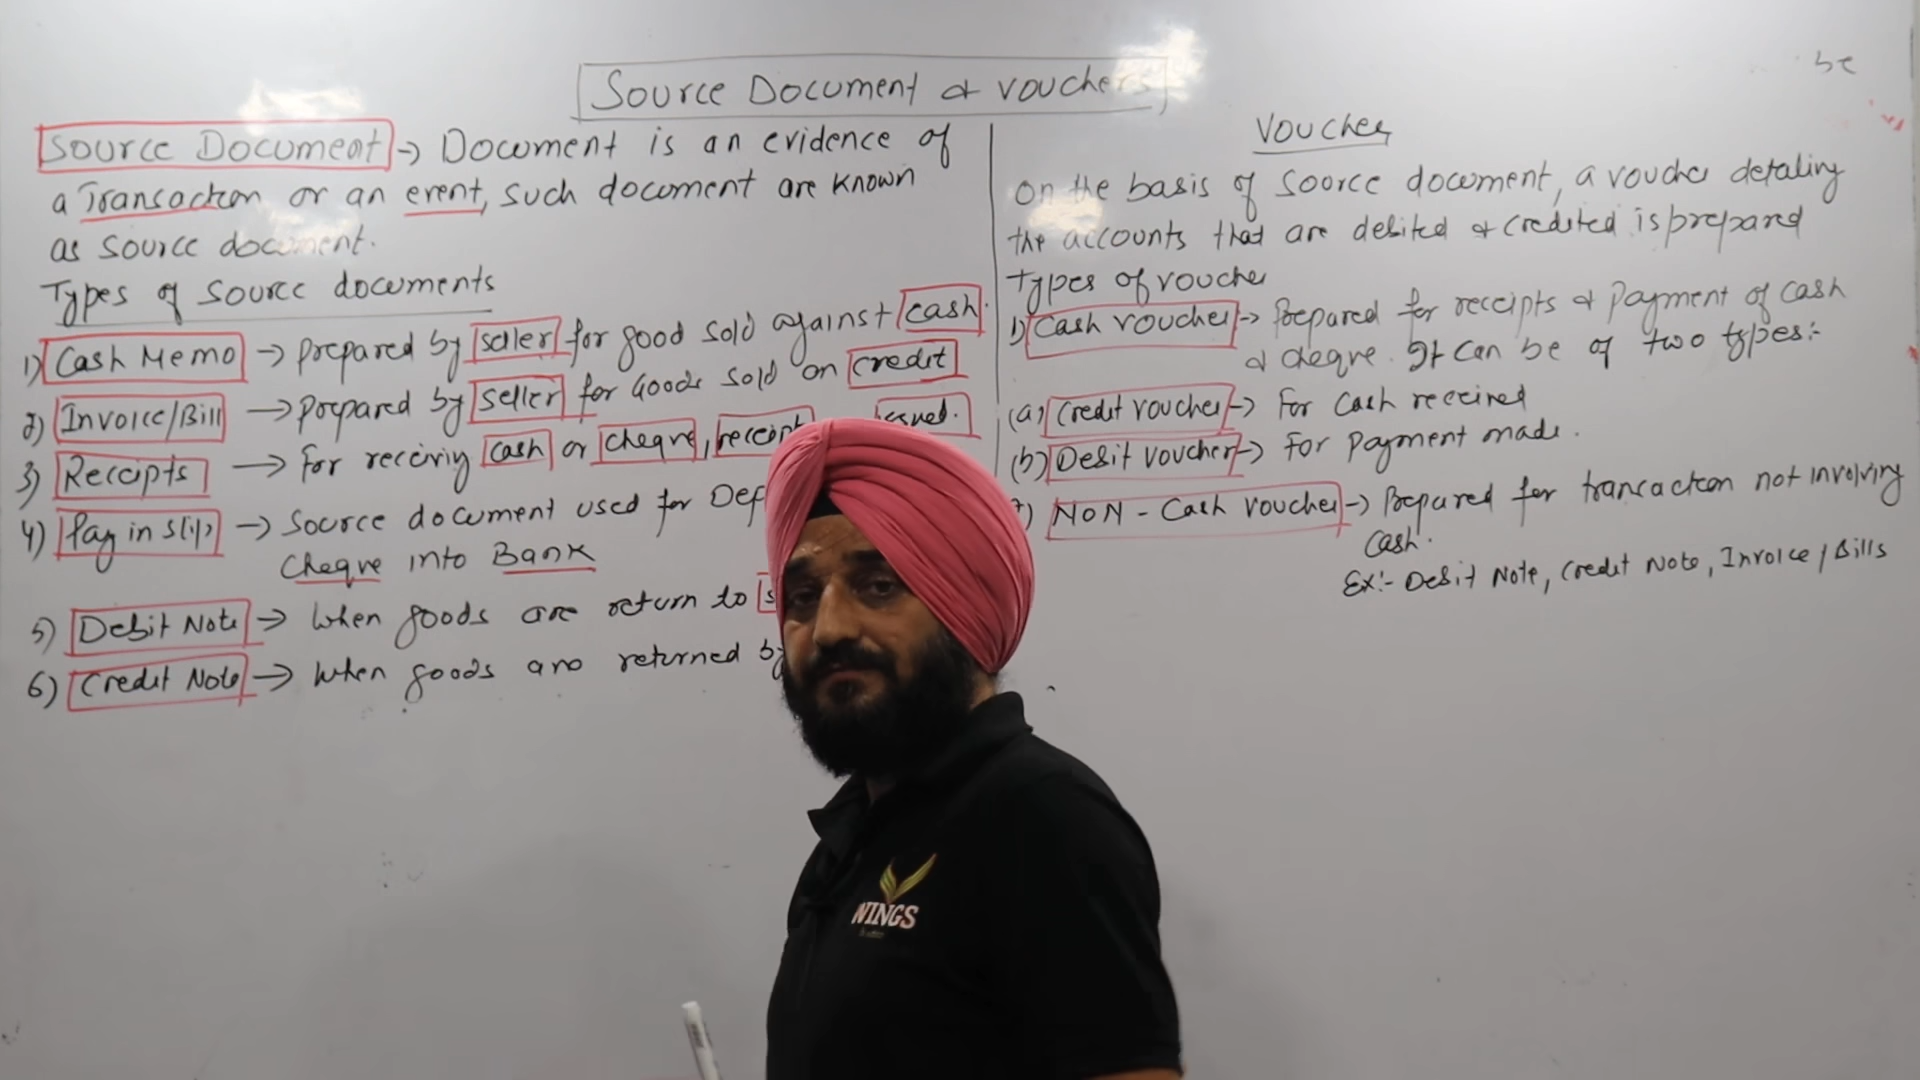 Source Document & Vouchers
Source Document → Document is an evidence of
a Transaction or an event, such document are known
as source document.
Types of source documents
1) Cash Memo → prepared by seller for good sold against cash.
2) Invoice/Bill → prepared by seller for Goods sold on credit
3) Receipts → for receiving cash or cheque, receipt
4) Pay in slip → source document used for
cheque into Bank
5) Debit Note → when goods are return to
6) Credit Note → when goods are returned by
Voucher
on the basis of source document, a voucher detaling
the accounts that are debited & credited is prepared
Types of voucher
1) Cash voucher → Prepared for receipts & Payment of cash
& cheque. It can be of two types:-
(a) Credit voucher → For cash received
(b) Debit voucher → For Payment made.
NON-Cash voucher → Prepared for transaction not involving
cash.
Ex:- Debit Note, Credit Note, Invoice/Bills
WINGS